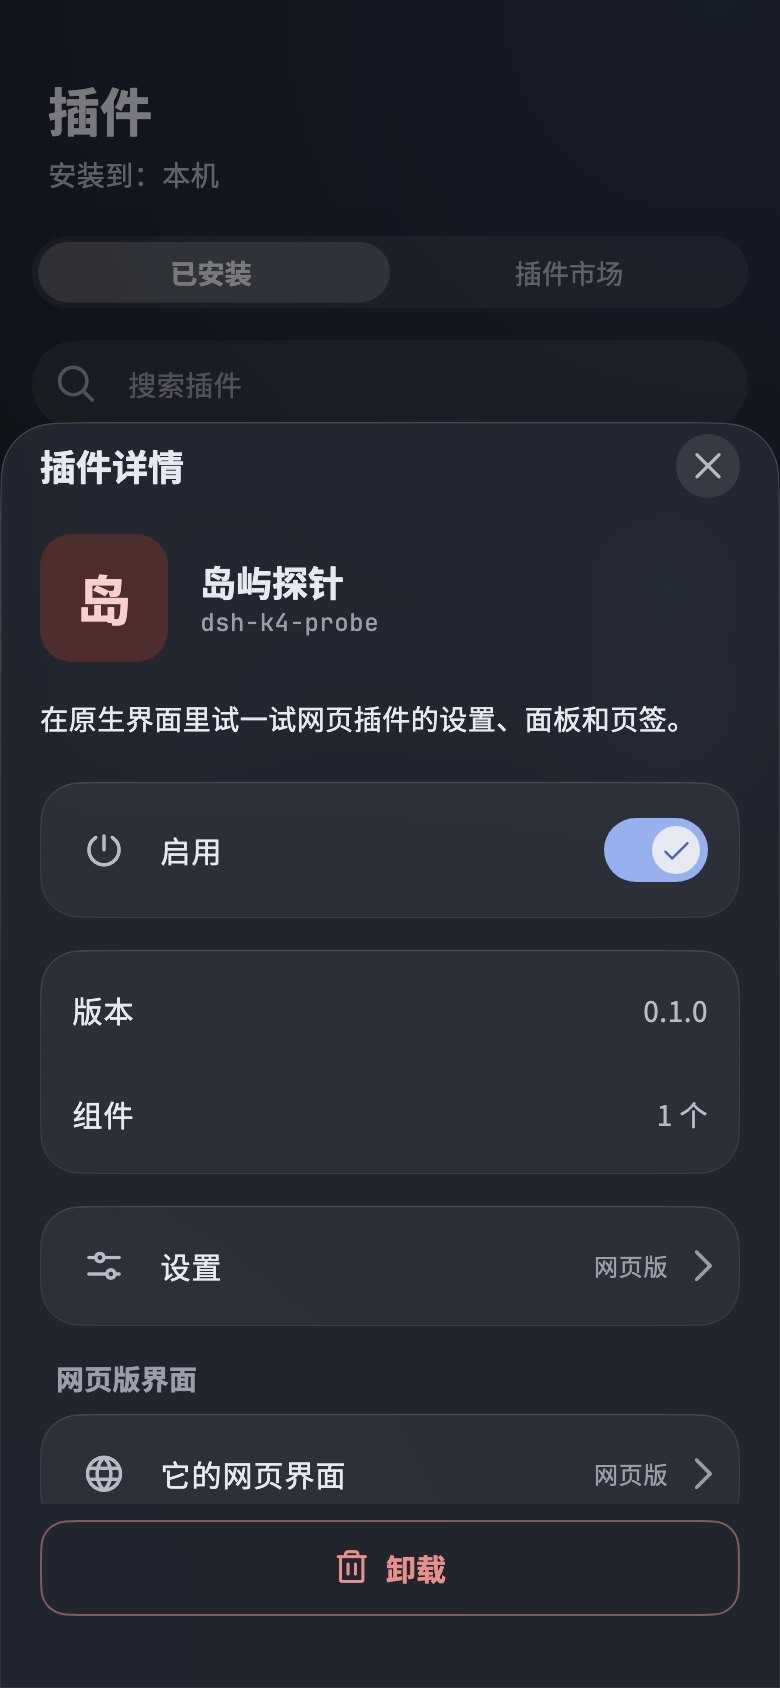 插件
安装到：本机
已安装
插件市场
搜索插件
插件详情
岛
岛屿探针
dsh-k4-probe
在原生界面里试一试网页插件的设置、面板和页签。
启用
版本
0.1.0
组件
1 个
设置
网页版
网页版界面
它的网页界面
网页版
卸载